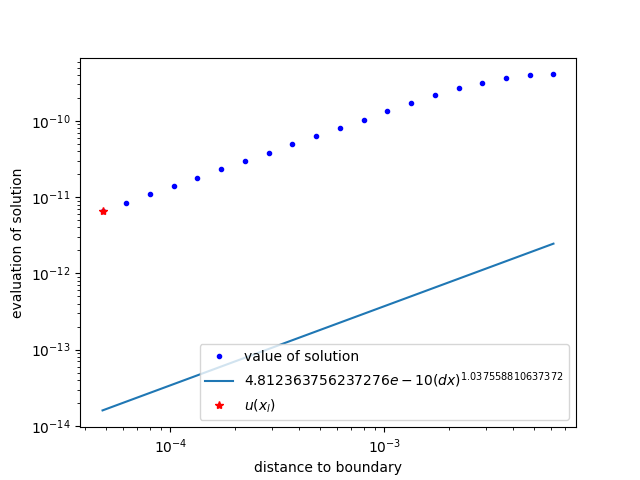 10⁻¹⁰
10⁻¹¹
10⁻¹²
10⁻¹³
10⁻¹⁴
evaluation of solution
value of solution
4.812363756237276e − 10(dx)^1.037558810637372
u(x_l)
10⁻⁴ 10⁻³
distance to boundary